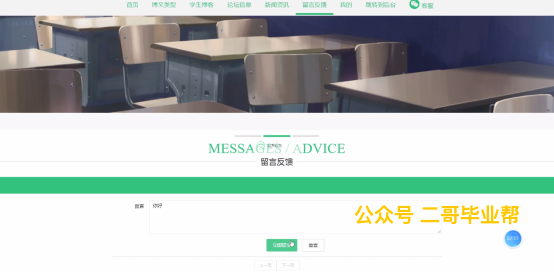 首页 博文类型 学生博客 论坛信息 新闻资讯 留言反馈 我的 跳转到后台 客服
MESSAGES / ADVICE
留言反馈
留言
你好
立即提交 重置
上一页 下一页
公众号 二哥毕业帮